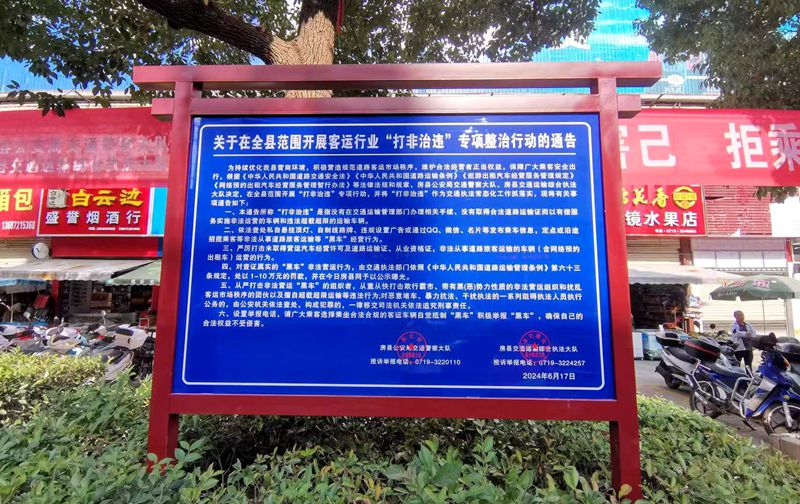 关于在全县范围开展客运行业“打非治违”专项整治行动的通告
为持续优化我县营商环境，积极营造规范道路客运市场秩序，维护合法经营者正当权益，保障广大乘客安全出
行，根据《中华人民共和国道路交通安全法》《中华人民共和国道路运输条例》《巡游出租汽车经营服务管理规定》
《网络预约出租汽车经营服务管理暂行办法》等法律法规和规章，房县公安局交通警察大队、房县交通运输综合执法
大队决定，在全县范围开展“打非治违”专项行动，并将“打非治违”作为交通执法常态化工作抓落实，现将有关事
项通告如下：
一、本通告所称“打非治违”是指没有在交通运输管理部门办理相关手续、没有取得合法道路运输证而以有偿服
务实施非法运营的车辆和违法超载超限的运输车辆。
二、依法查处私自悬挂顶灯、自制线路牌、违规设置广告或通过QQ、微信、名片等发布乘车信息，定点或沿途
招揽乘客等非法从事道路旅客运输等“黑车”经营行为。
三、严厉打击未取得营运汽车经营许可及道路运输证、从业资格证，非法从事道路旅客运输的车辆（含网络预约
出租车）运营的行为。
四、对查证属实的“黑车”非法营运行为，由交通执法部门依照《中华人民共和国道路运输管理条例》第六十三
条规定，处以1-10万元的罚款，并在今日房县网予以公示曝光。
五、从严打击非法营运“黑车”的组织者，从重从快打击欺行霸市、带有黑(恶)势力性质的非法营运组织和扰乱
客运市场秩序的团伙以及擅自超载超限运输等违法行为;对恶意堵车、暴力抗法、干扰执法的一系列阻碍执法人员执行
公务的，由公安机关依法查处，构成犯罪的，一律移交司法机关依法追究刑事责任。
六、设置举报电话，请广大乘客选择乘坐合法合规的客运车辆自觉抵制“黑车”积极举报“黑车”，确保自己的
合法权益不受侵害。
房县公安局交通警察大队
房县交通运输综合执法大队
投诉举报电话：0719-3220110
投诉举报电话：0719-3224257
2024年6月17日
害己 拒乘
箱包
13687215363
白云边
盛誉烟酒行
花香
镜水果店